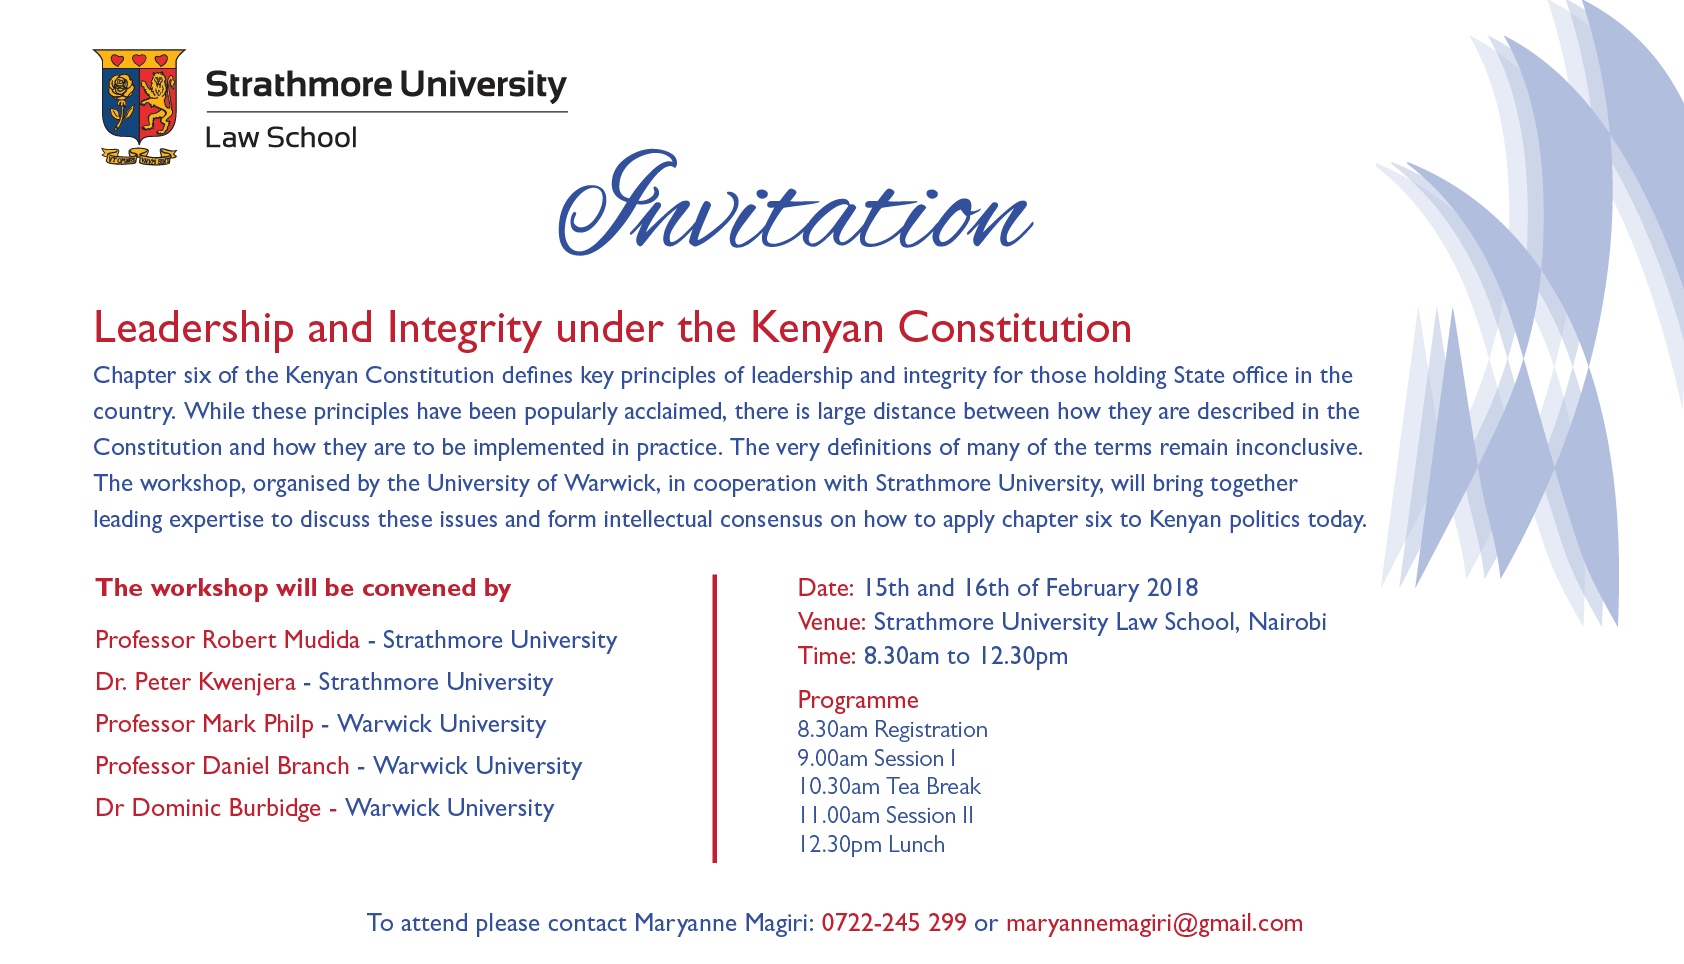 Strathmore University
Law School
UT OMNES UNUM SINT
Invitation
Leadership and Integrity under the Kenyan Constitution
Chapter six of the Kenyan Constitution defines key principles of leadership and integrity for those holding State office in the
country. While these principles have been popularly acclaimed, there is large distance between how they are described in the
Constitution and how they are to be implemented in practice. The very definitions of many of the terms remain inconclusive.
The workshop, organised by the University of Warwick, in cooperation with Strathmore University, will bring together
leading expertise to discuss these issues and form intellectual consensus on how to apply chapter six to Kenyan politics today.
The workshop will be convened by
Professor Robert Mudida - Strathmore University
Dr. Peter Kwenjera - Strathmore University
Professor Mark Philp - Warwick University
Professor Daniel Branch - Warwick University
Dr Dominic Burbidge - Warwick University
Date: 15th and 16th of February 2018
Venue: Strathmore University Law School, Nairobi
Time: 8.30am to 12.30pm
Programme
8.30am Registration
9.00am Session I
10.30am Tea Break
11.00am Session II
12.30pm Lunch
To attend please contact Maryanne Magiri: 0722-245 299 or maryannemagiri@gmail.com